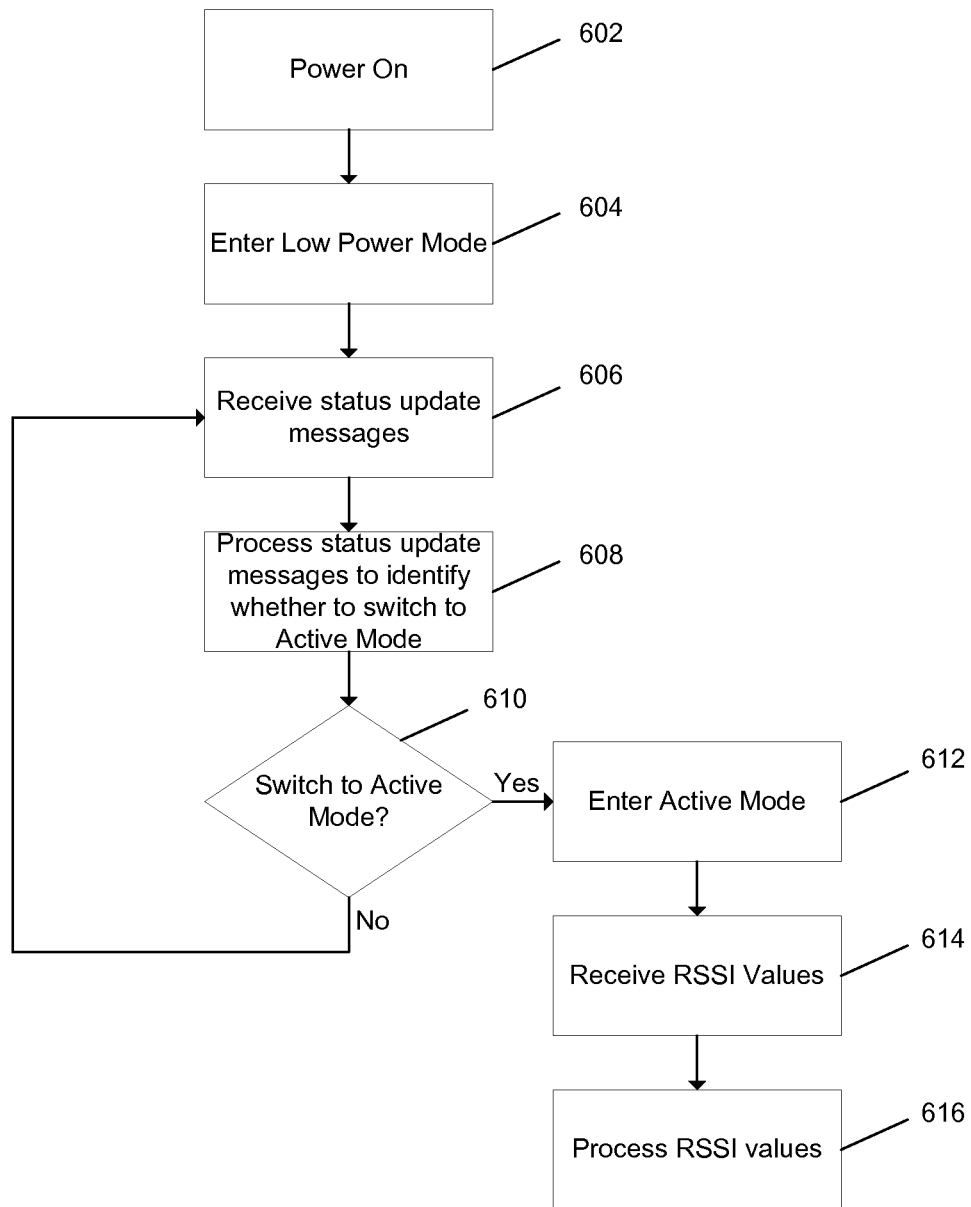 602
Power On
604
Enter Low Power Mode
606
Receive status update
messages
608
Process status update
messages to identify
whether to switch to
Active Mode
610
Switch to Active
Mode?
Yes
No
612
Enter Active Mode
614
Receive RSSI Values
616
Process RSSI values